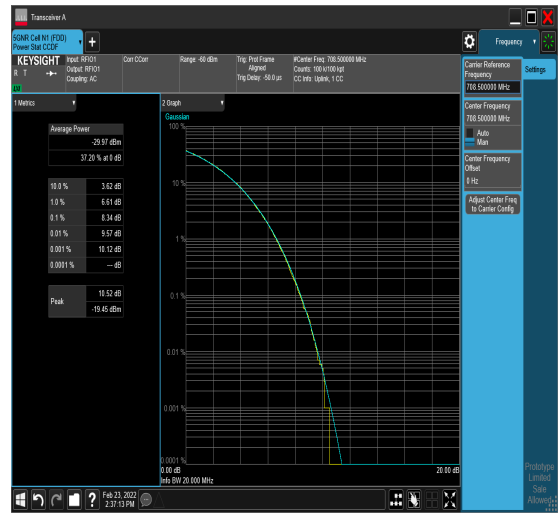 Transceiver A
5GNR Cell N1 (FDD)
Power Stat CCDF
KEYSIGHT
R T
Input: RFIO1
Output: RFIO1
Coupling: AC
Corr CCorr
Range: -60 dBm
Trig: Prot Frame
Aligned
Trig Delay: -50.0 µs
#Center Freq: 708.500000 MHz
Counts: 100 k/100 kpt
CC Info: Uplink, 1 CC
1 Metrics
Average Power
-29.97 dBm
37.20 % at 0 dB
10.0 % 3.62 dB
1.0 % 6.61 dB
0.1 % 8.34 dB
0.01 % 9.57 dB
0.001 % 10.12 dB
0.0001 % --- dB
Peak
10.52 dB
-19.45 dBm
2 Graph
Gaussian
100 %
10 %
1 %
0.1 %
0.01 %
0.001 %
0.0001 %
0.00 dB
20.00 dB
Info BW 20.000 MHz
Frequency
Settings
Carrier Reference
Frequency
708.500000 MHz
Center Frequency
708.500000 MHz
Auto
Man
Center Frequency
Offset
0 Hz
Adjust Center Freq
to Carrier Config
Prototype
Limited
Sale
Allowed
?
Feb 23, 2022
2:37:13 PM